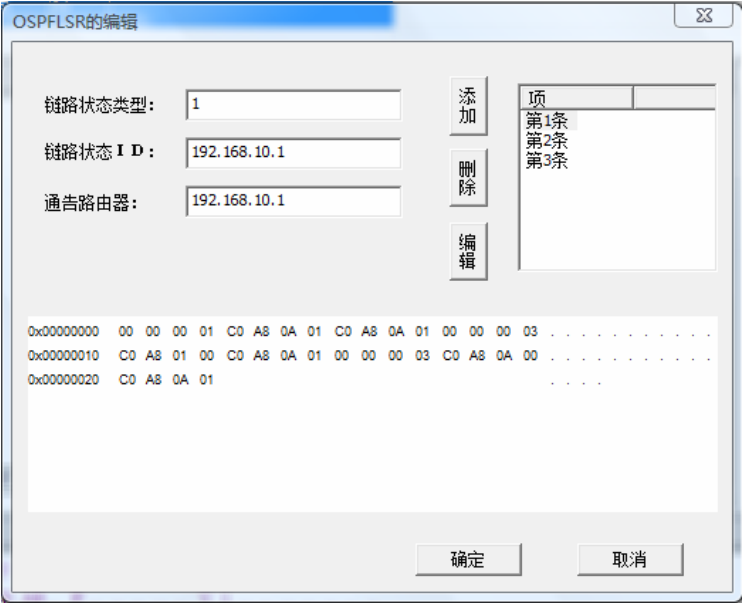 OSPFLSR的编辑
链路状态类型： 1
链路状态ＩＤ： 192.168.10.1
通告路由器： 192.168.10.1
添加
删除
编辑
项
第1条
第2条
第3条
0x00000000 00 00 00 01 C0 A8 0A 01 C0 A8 0A 01 00 00 00 03 . . . . . . . . . . .
0x00000010 C0 A8 01 00 C0 A8 0A 01 00 00 00 03 C0 A8 0A 00 . . . . . . . . . . .
0x00000020 C0 A8 0A 01 . . . .
确定 取消